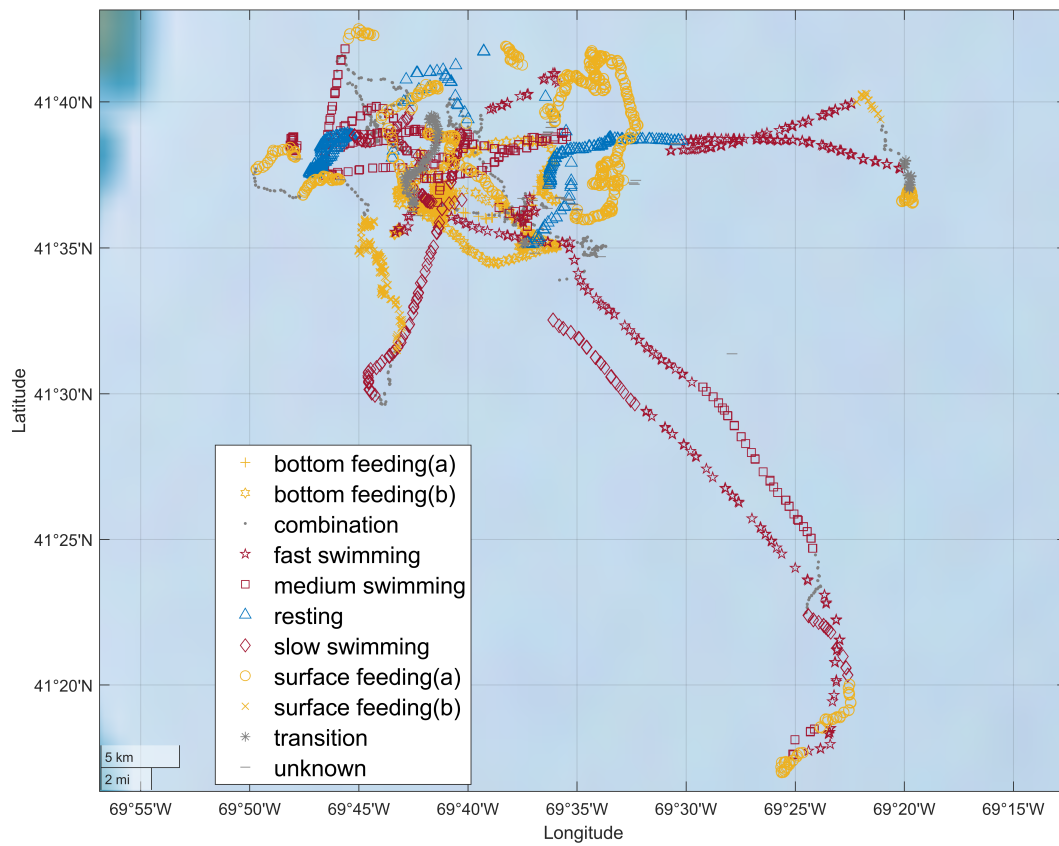 41°40'N
41°35'N
41°30'N
41°25'N
41°20'N
Latitude
bottom feeding(a)
bottom feeding(b)
combination
fast swimming
medium swimming
resting
slow swimming
surface feeding(a)
surface feeding(b)
transition
unknown
5 km
2 mi
69°55'W 69°50'W 69°45'W 69°40'W 69°35'W 69°30'W 69°25'W 69°20'W 69°15'W
Longitude